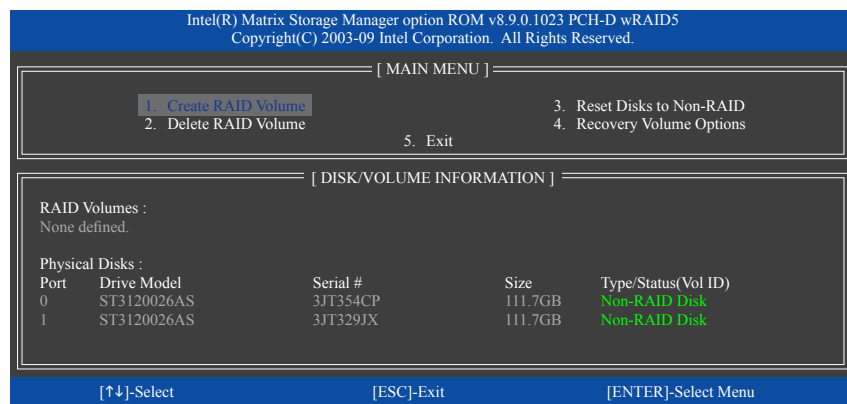 Intel(R) Matrix Storage Manager option ROM v8.9.0.1023 PCH-D wRAID5
Copyright(C) 2003-09 Intel Corporation. All Rights Reserved.
[ MAIN MENU ]
1. Create RAID Volume 3. Reset Disks to Non-RAID
2. Delete RAID Volume 4. Recovery Volume Options
5. Exit
[ DISK/VOLUME INFORMATION ]
RAID Volumes :
None defined.
Physical Disks :
Port Drive Model Serial # Size Type/Status(Vol ID)
0 ST3120026AS 3JT354CP 111.7GB Non-RAID Disk
1 ST3120026AS 3JT329JX 111.7GB Non-RAID Disk
[↑↓]-Select [ESC]-Exit [ENTER]-Select Menu